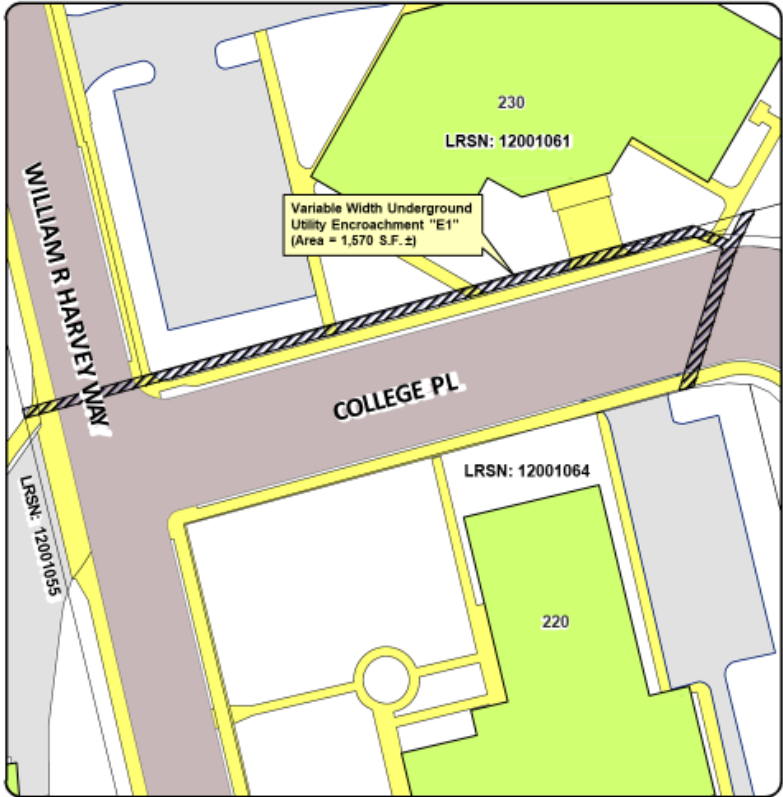 230
LRSN: 12001061
Variable Width Underground
Utility Encroachment "E1"
(Area = 1,570 S.F.±)
WILLIAM R HARVEY WAY
COLLEGE PL
LRSN: 12001064
LRSN: 12001055
220